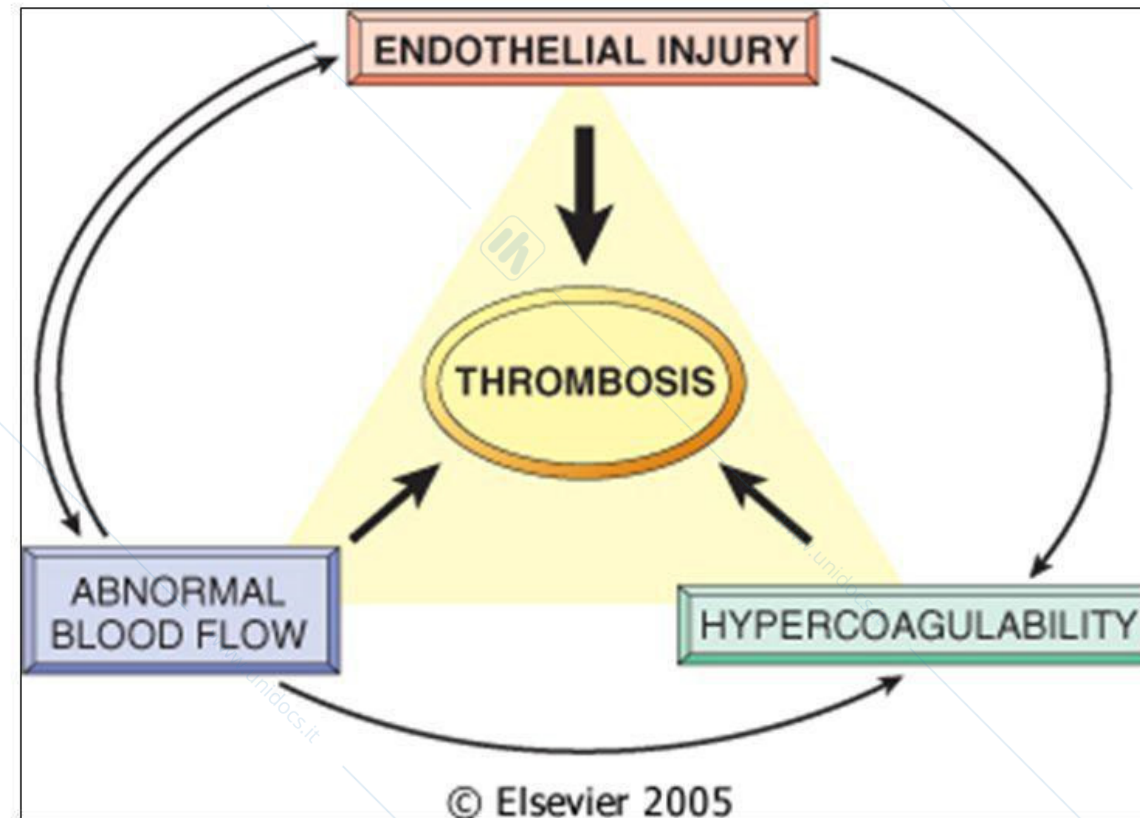 ENDOTHELIAL INJURY
THROMBOSIS
ABNORMAL
BLOOD FLOW
HYPERCOAGULABILITY
© Elsevier 2005